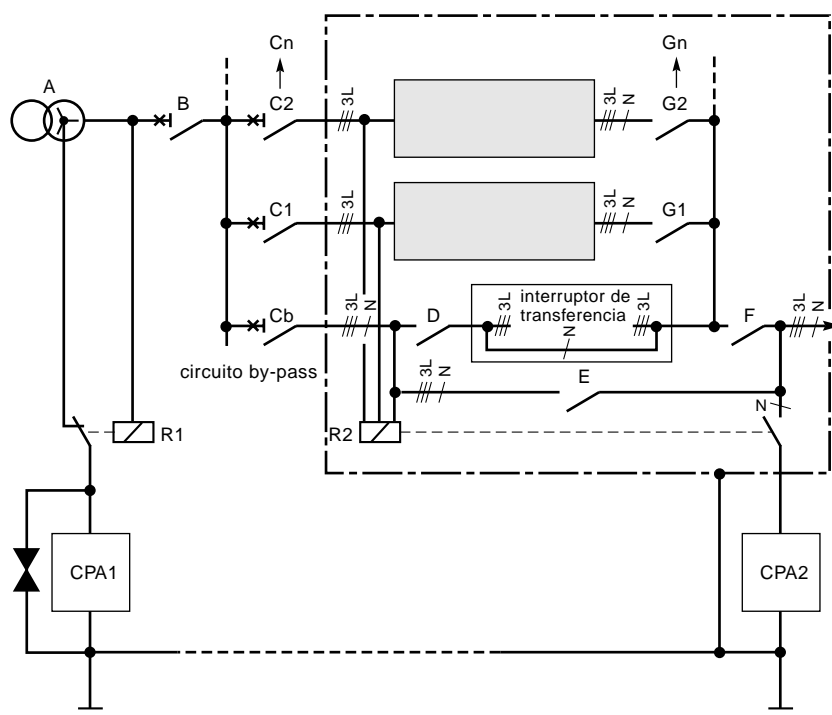 Cn
Gn
A
B
C2
3L
3L
N
G2
C1
3L
3L
N
G1
Cb
3L
N
D
3L
interruptor de
transferencia
3L
N
F
3L
N
circuito by-pass
3L
N
E
N
R1
R2
CPA1
CPA2